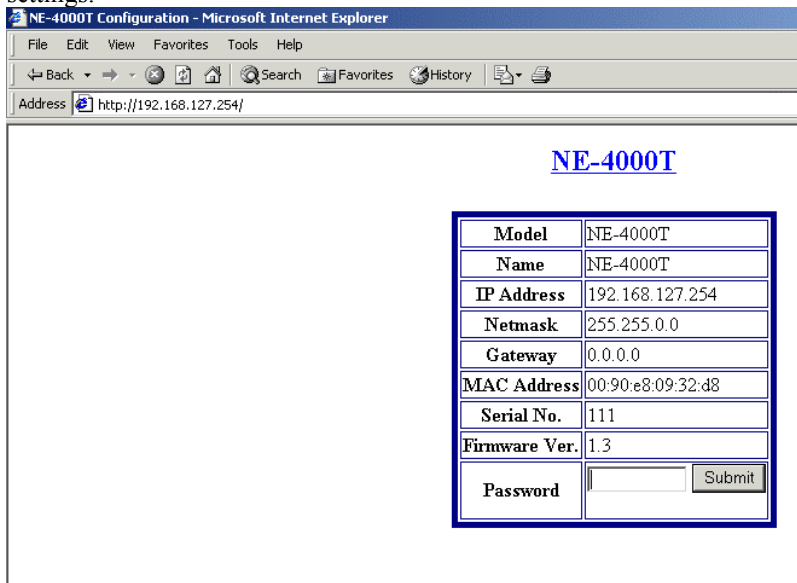 settings.
NE-4000T Configuration - Microsoft Internet Explorer
File Edit View Favorites Tools Help
Back Search Favorites History
Address http://192.168.127.254/
NE-4000T
Model NE-4000T
Name NE-4000T
IP Address 192.168.127.254
Netmask 255.255.0.0
Gateway 0.0.0.0
MAC Address 00:90:e8:09:32:d8
Serial No. 111
Firmware Ver. 1.3
Password Submit